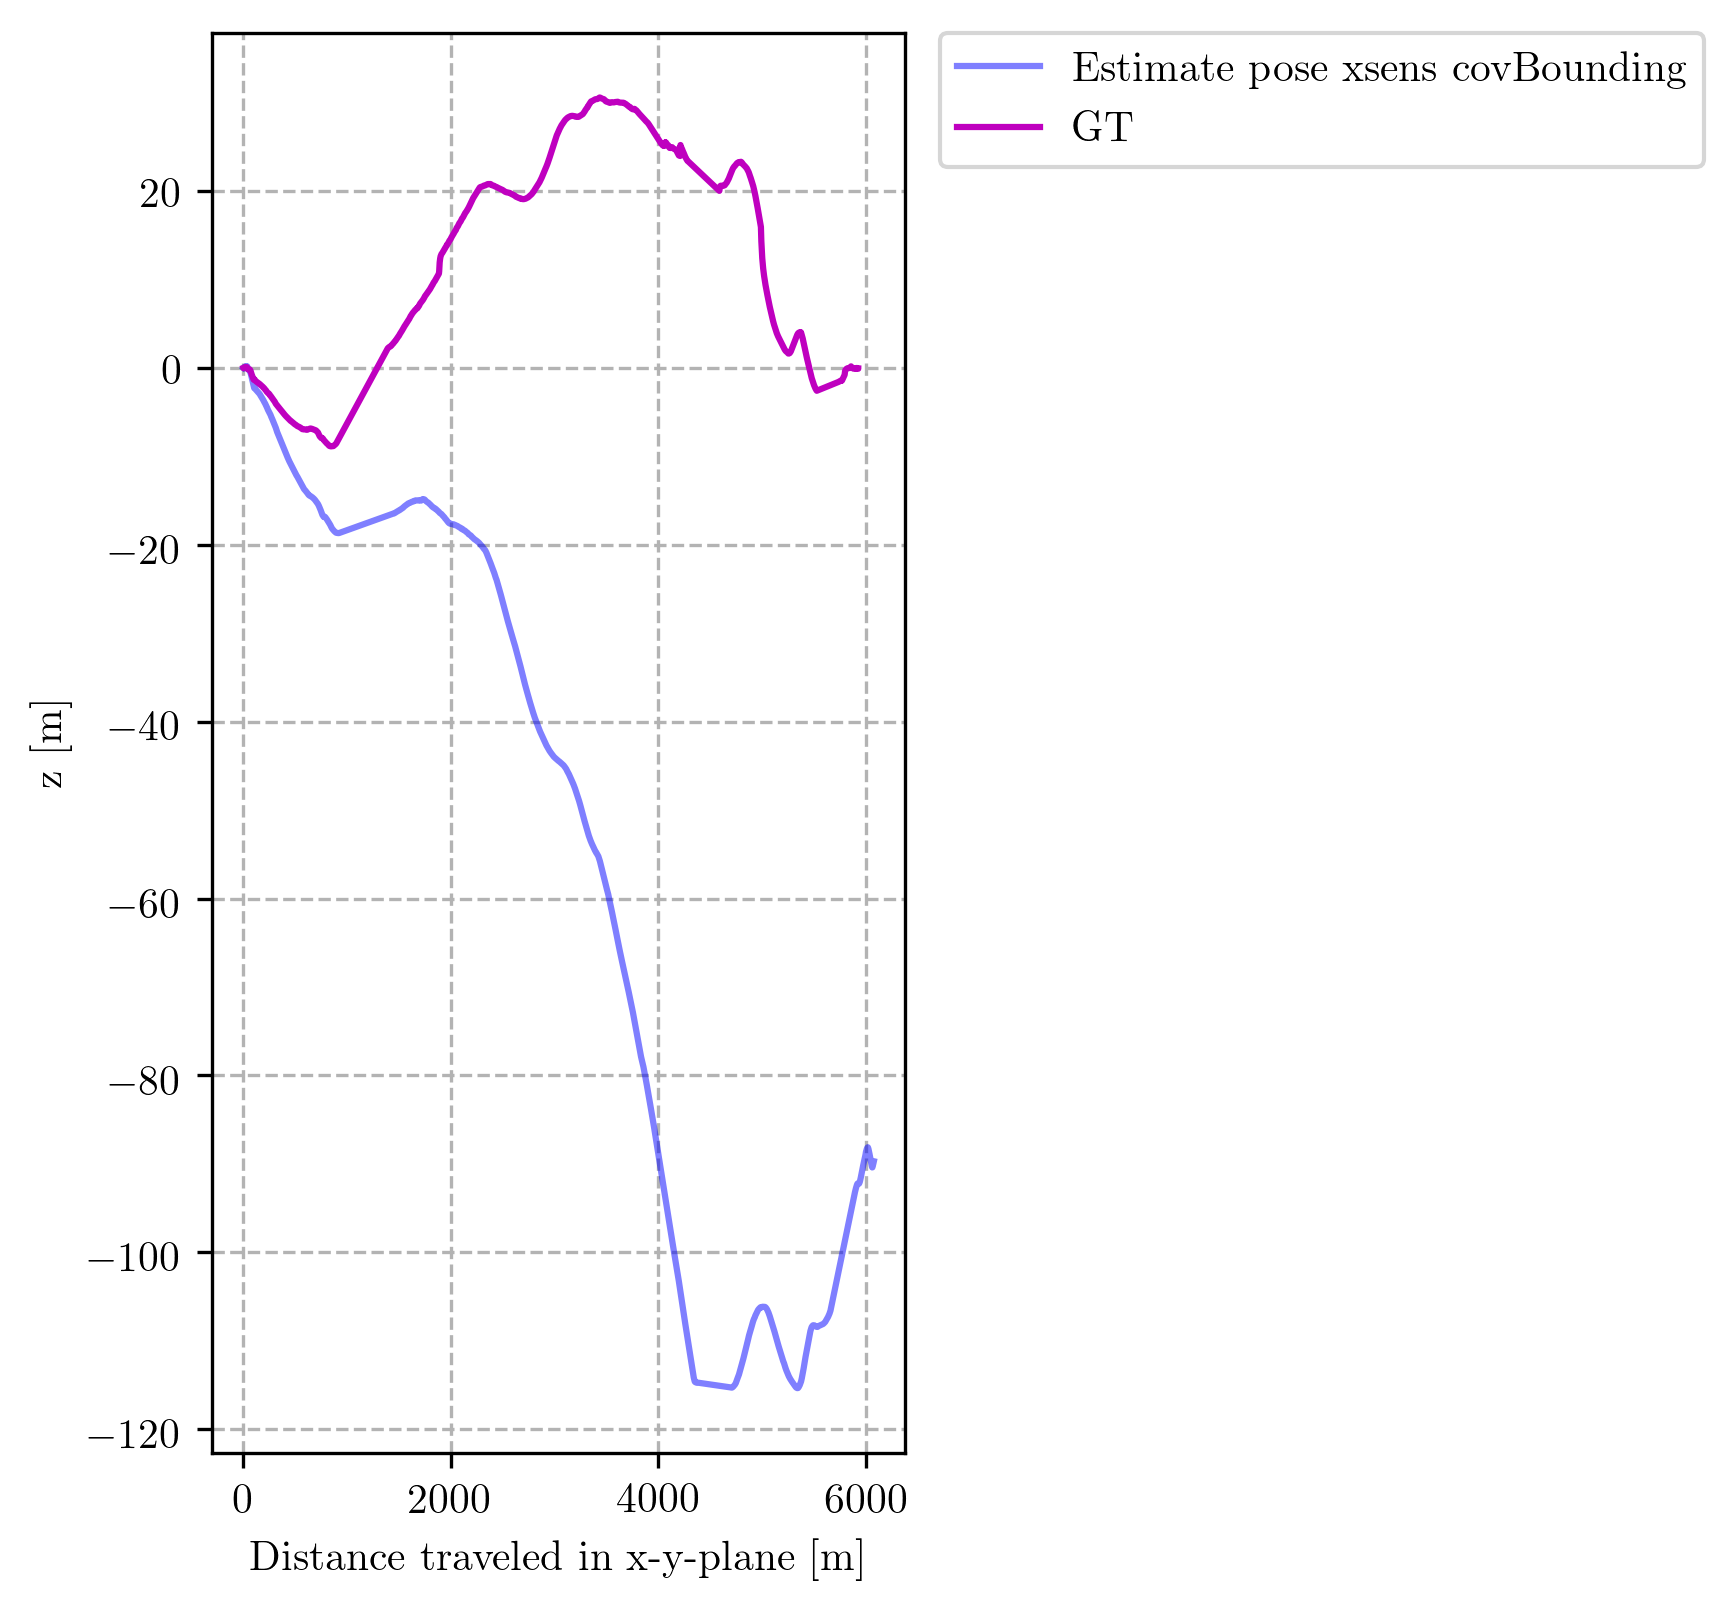 Estimate pose xsens covBounding
GT
20
0
−20
−40
−60
−80
−100
−120
z [m]
0 2000 4000 6000
Distance traveled in x-y-plane [m]